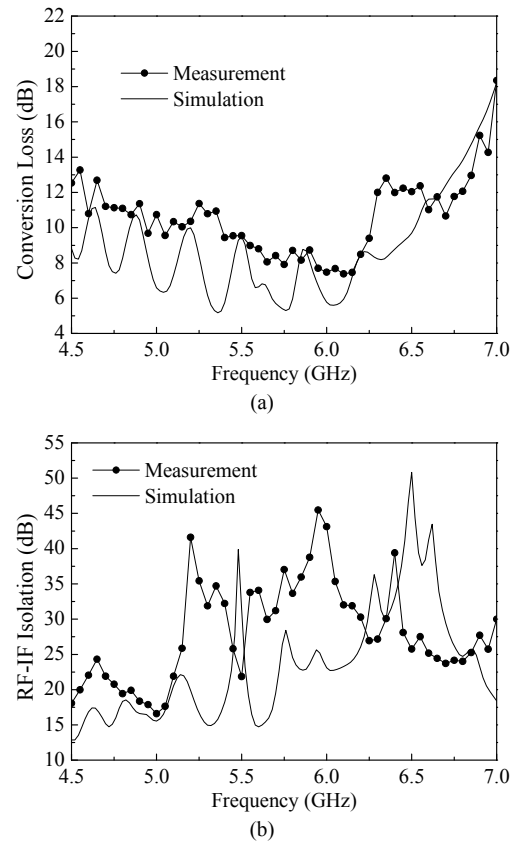 22
20
18
16
14
12
10
8
6
4
Conversion Loss (dB)
Measurement
Simulation
4.5 5.0 5.5 6.0 6.5 7.0
Frequency (GHz)
(a)
55
50
45
40
35
30
25
20
15
10
RF-IF Isolation (dB)
Measurement
Simulation
4.5 5.0 5.5 6.0 6.5 7.0
Frequency (GHz)
(b)